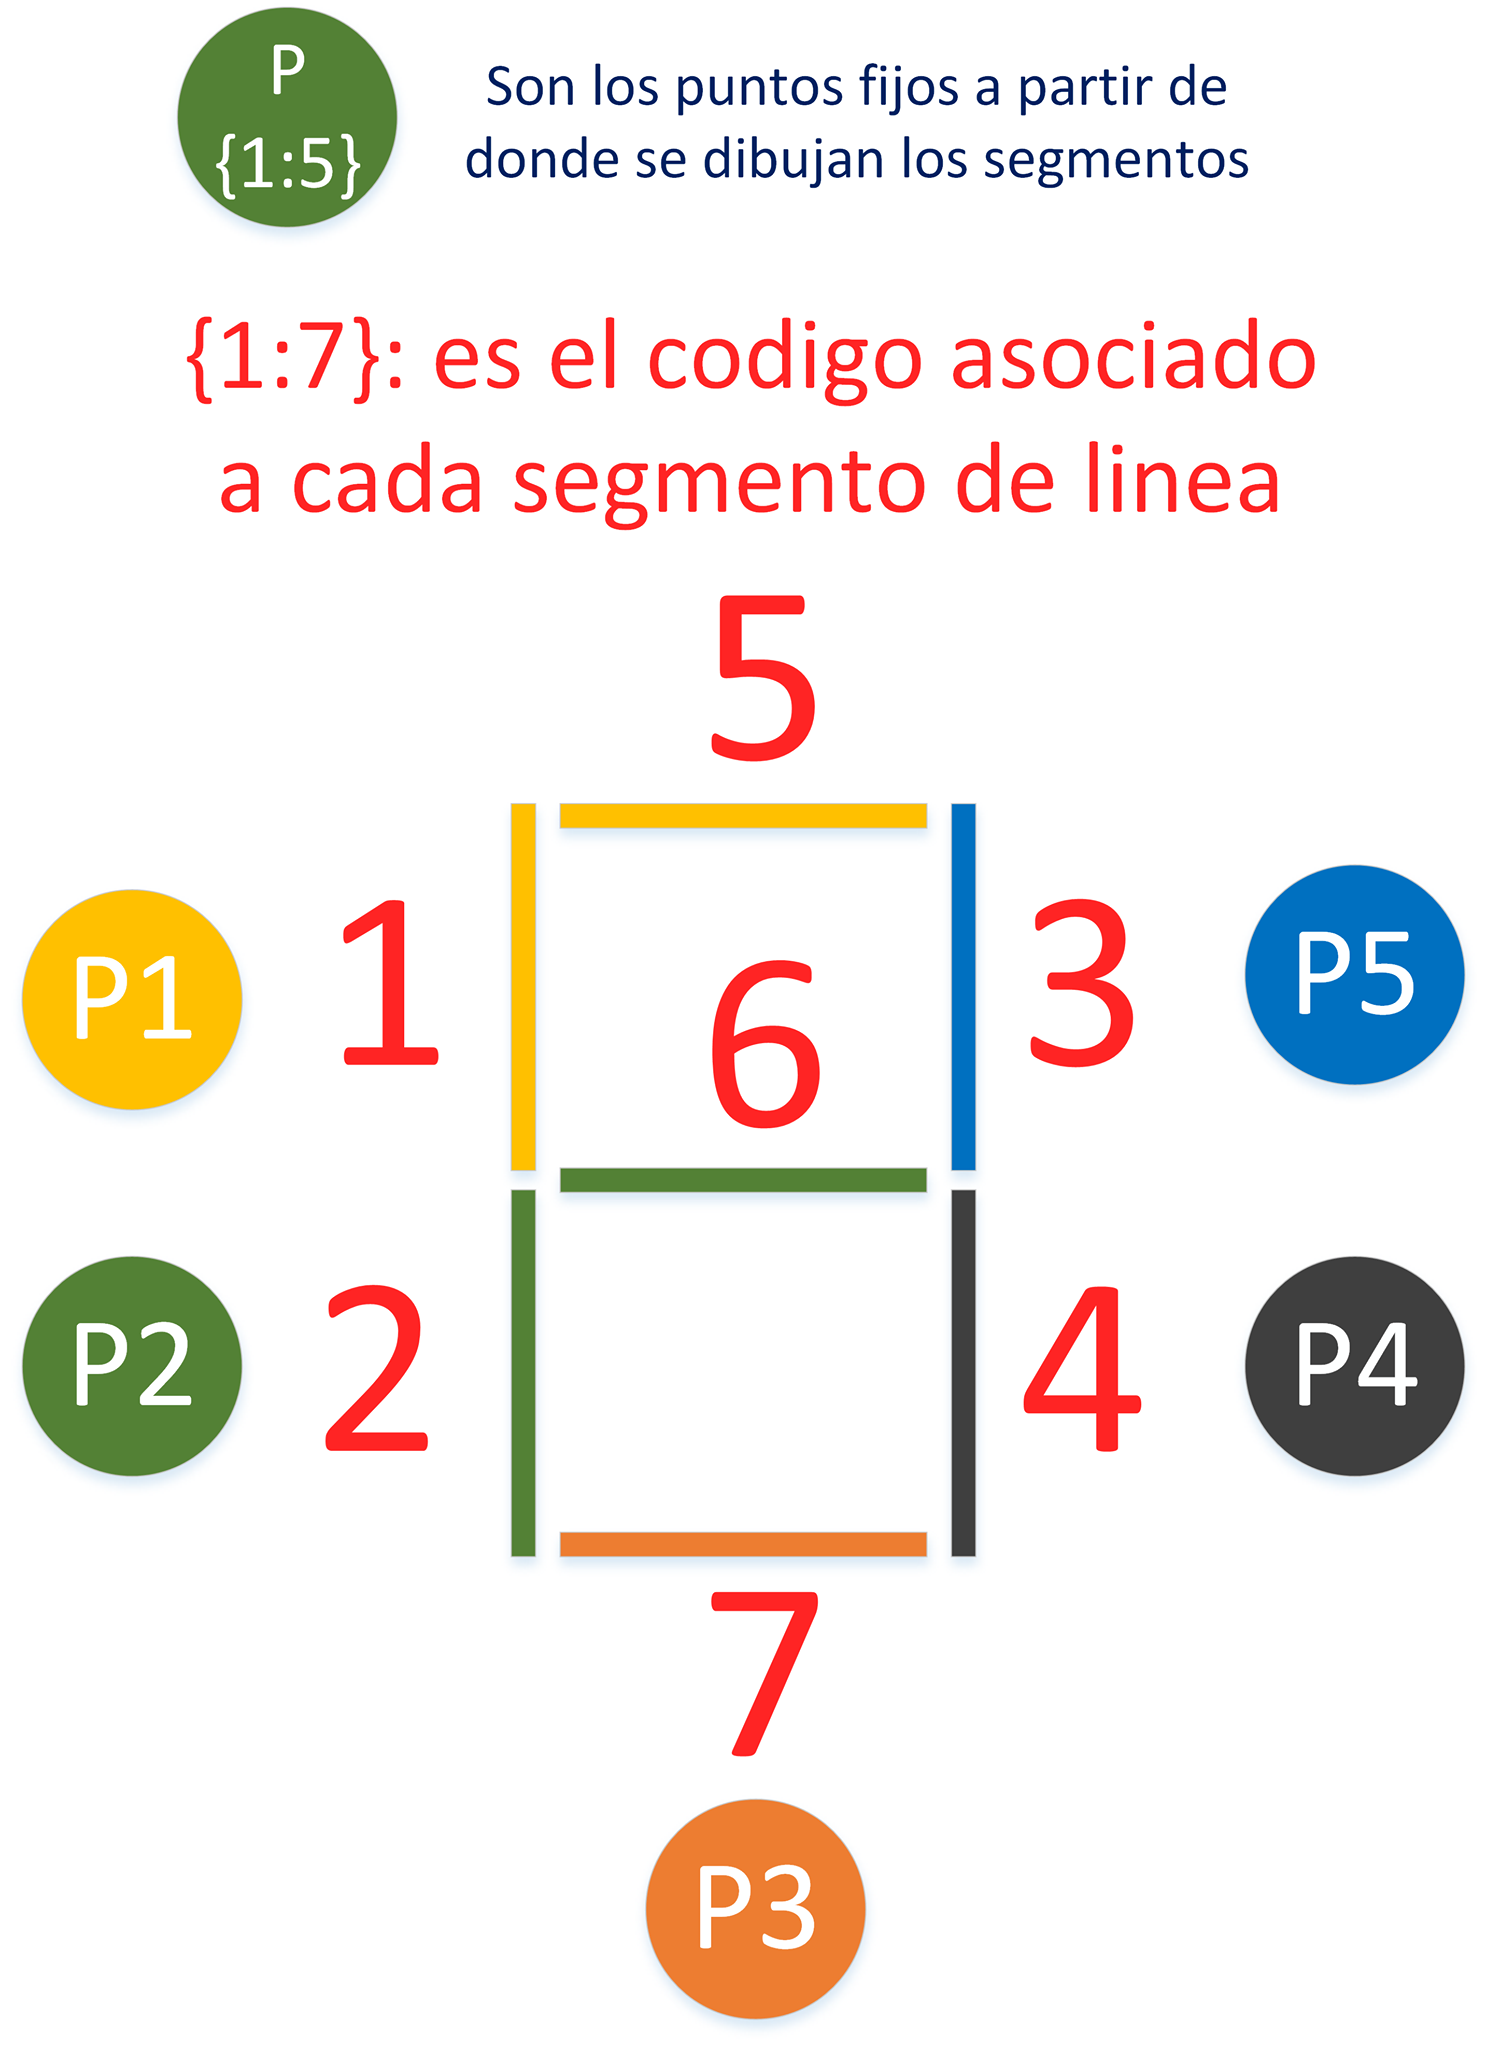 P
{1:5}
Son los puntos fijos a partir de
donde se dibujan los segmentos
{1:7}: es el codigo asociado
a cada segmento de linea
5
P1 1 6 3 P5
P2 2 4 P4
7
P3